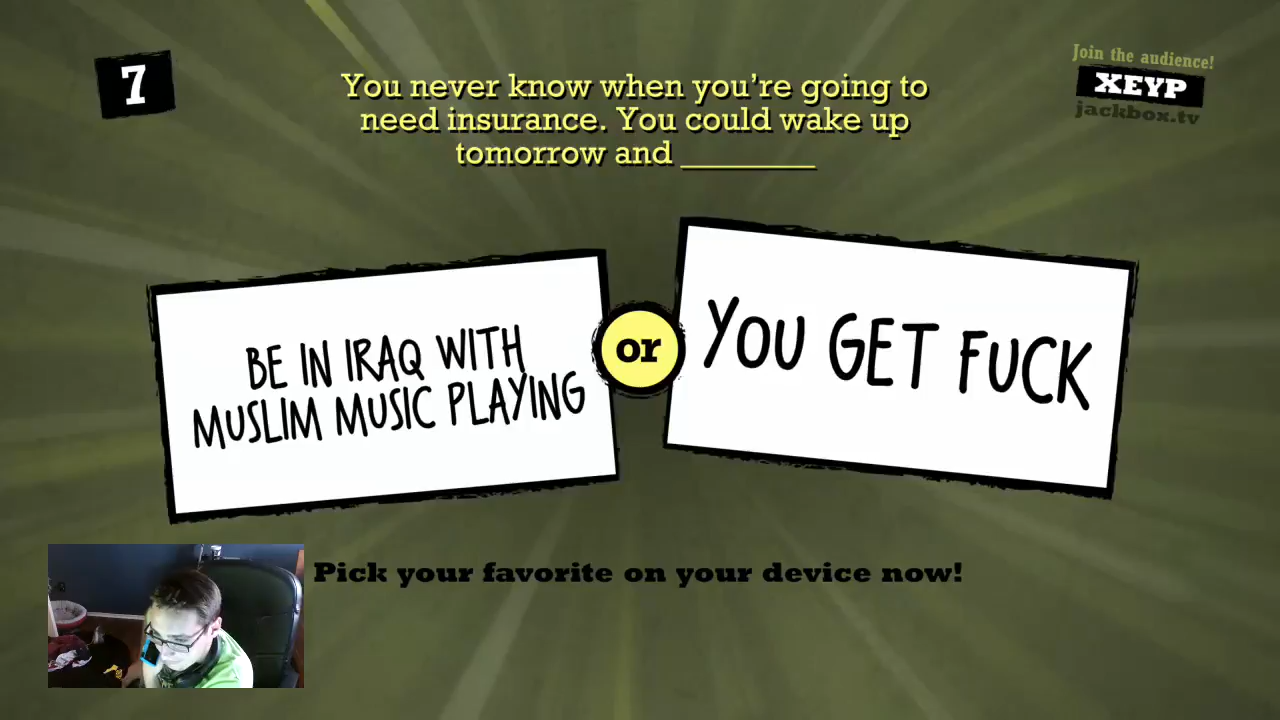 7
You never know when you're going to
need insurance. You could wake up
tomorrow and ________
Join the audience!
XEYP
jackbox.tv
BE IN IRAQ WITH
MUSLIM MUSIC PLAYING
or
YOU GET FUCK
Pick your favorite on your device now!